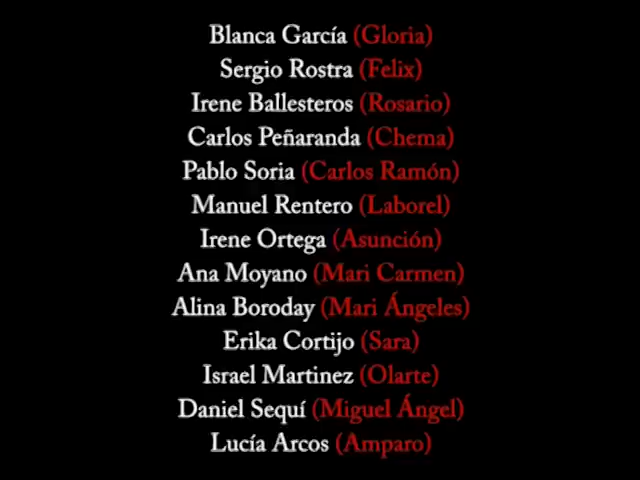 Blanca García (Gloria)
Sergio Rostra (Felix)
Irene Ballesteros (Rosario)
Carlos Peñaranda (Chema)
Pablo Soria (Carlos Ramón)
Manuel Rentero (Laborel)
Irene Ortega (Asunción)
Ana Moyano (Mari Carmen)
Alina Boroday (Mari Ángeles)
Erika Cortijo (Sara)
Israel Martinez (Olarte)
Daniel Sequí (Miguel Ángel)
Lucía Arcos (Amparo)